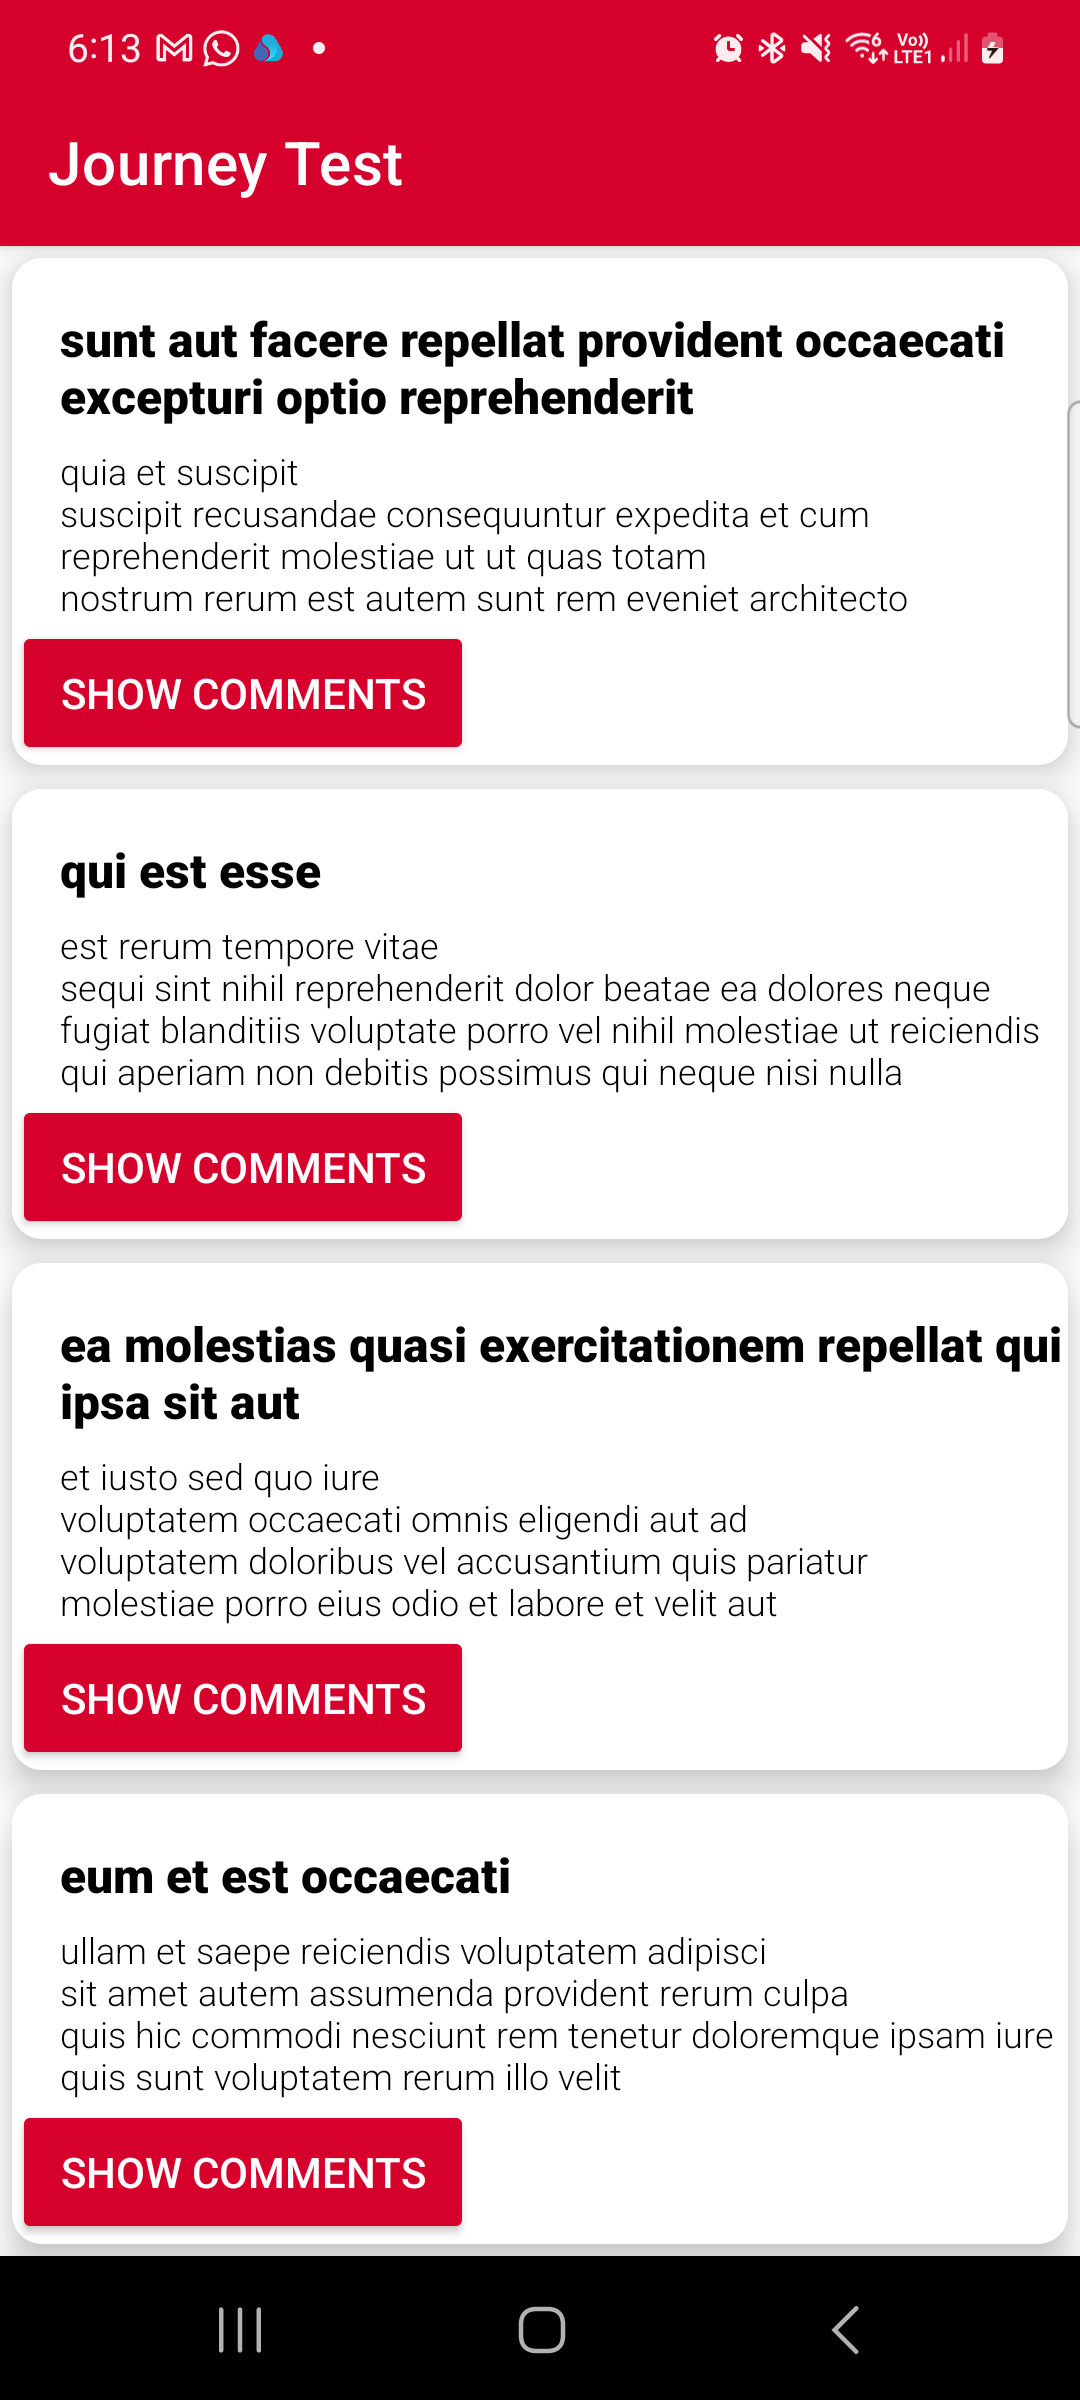 6:13
6
Vo))
LTE1
Journey Test
sunt aut facere repellat provident occaecati
excepturi optio reprehenderit
quia et suscipit
suscipit recusandae consequuntur expedita et cum
reprehenderit molestiae ut ut quas totam
nostrum rerum est autem sunt rem eveniet architecto
SHOW COMMENTS
qui est esse
est rerum tempore vitae
sequi sint nihil reprehenderit dolor beatae ea dolores neque
fugiat blanditiis voluptate porro vel nihil molestiae ut reiciendis
qui aperiam non debitis possimus qui neque nisi nulla
SHOW COMMENTS
ea molestias quasi exercitationem repellat qui
ipsa sit aut
et iusto sed quo iure
voluptatem occaecati omnis eligendi aut ad
voluptatem doloribus vel accusantium quis pariatur
molestiae porro eius odio et labore et velit aut
SHOW COMMENTS
eum et est occaecati
ullam et saepe reiciendis voluptatem adipisci
sit amet autem assumenda provident rerum culpa
quis hic commodi nesciunt rem tenetur doloremque ipsam iure
quis sunt voluptatem rerum illo velit
SHOW COMMENTS